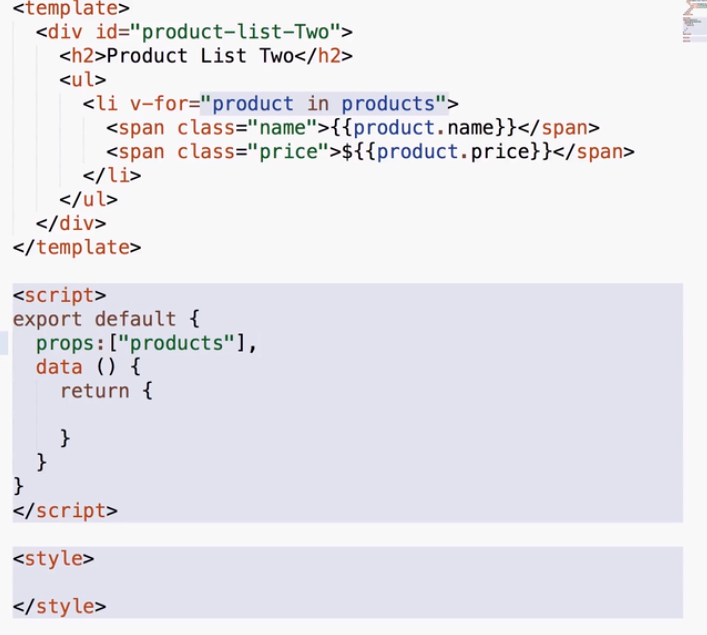 <template>
  <div id="product-list-Two">
    <h2>Product List Two</h2>
    <ul>
      <li v-for="product in products">
        <span class="name">{{product.name}}</span>
        <span class="price">${{product.price}}</span>
      </li>
    </ul>
  </div>
</template>

<script>
export default {
  props:["products"],
  data () {
    return {

    }
  }
}
</script>

<style>

</style>